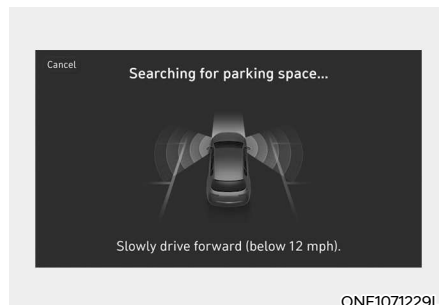 Cancel
Searching for parking space...
Slowly drive forward (below 12 mph).
ONE1071229L